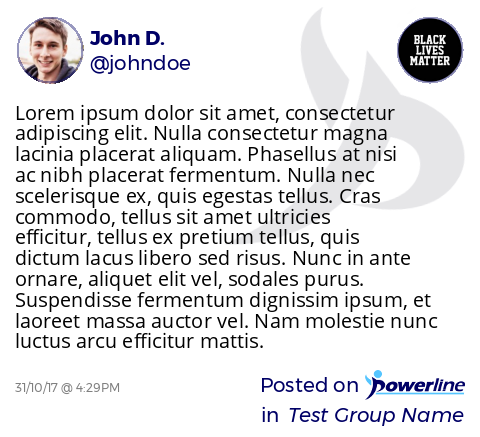 John D.
@johndoe
BLACK
LIVES
MATTER
Lorem ipsum dolor sit amet, consectetur
adipiscing elit. Nulla consectetur magna
lacinia placerat aliquam. Phasellus at nisi
ac nibh placerat fermentum. Nulla nec
scelerisque ex, quis egestas tellus. Cras
commodo, tellus sit amet ultricies
efficitur, tellus ex pretium tellus, quis
dictum lacus libero sed risus. Nunc in ante
ornare, aliquet elit vel, sodales purus.
Suspendisse fermentum dignissim ipsum, et
laoreet massa auctor vel. Nam molestie nunc
luctus arcu efficitur mattis.
31/10/17 @ 4:29PM
Posted on powerline
in Test Group Name